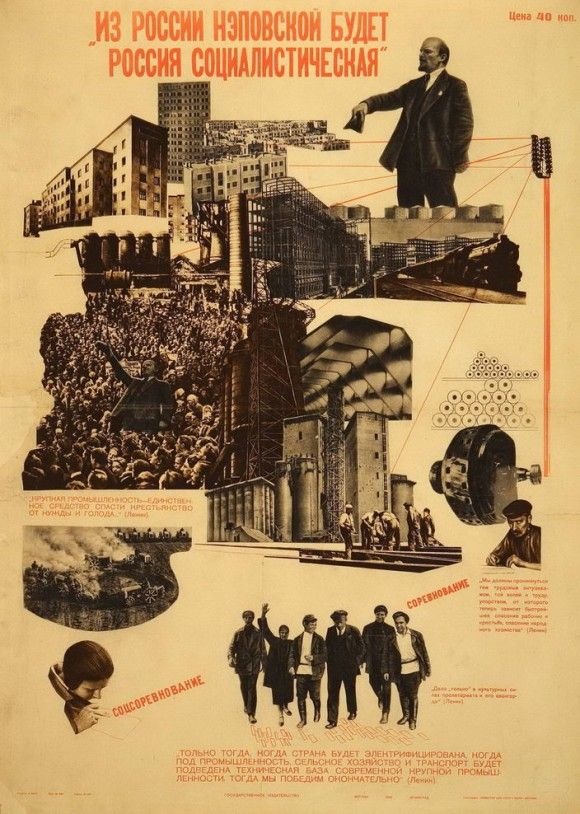 „ИЗ РОССИИ НЭПОВСКОЙ БУДЕТ
РОССИЯ СОЦИАЛИСТИЧЕСКАЯ“
Цена 40 коп.
„КРУПНАЯ ПРОМЫШЛЕННОСТЬ—ЕДИНСТВЕН-
НОЕ СРЕДСТВО СПАСТИ КРЕСТЬЯНСТВО
ОТ НУЖДЫ И ГОЛОДА...“ (Ленин).
„Мы должны проникнуться
тем трудовым энтузиаз-
мом, той волей к труду,
упорством, от которого
теперь зависит быстрей-
шее спасение рабочих и
крестьян, спасение народ-
ного хозяйства“ (Ленин)
СОРЕВНОВАНИЕ
СОЦСОРЕВНОВАНИЕ
„Дело „только“ в культурных си-
лах пролетариата и его авангар-
да“ (Ленин).
„ТОЛЬКО ТОГДА, КОГДА СТРАНА БУДЕТ ЭЛЕКТРИФИЦИРОВАНА, КОГДА
ПОД ПРОМЫШЛЕННОСТЬ, СЕЛЬСКОЕ ХОЗЯЙСТВО И ТРАНСПОРТ БУДЕТ
ПОДВЕДЕНА ТЕХНИЧЕСКАЯ БАЗА СОВРЕМЕННОЙ КРУПНОЙ ПРОМЫШ-
ЛЕННОСТИ, ТОГДА МЫ ПОБЕДИМ ОКОНЧАТЕЛЬНО“ (Ленин).
ГОСУДАРСТВЕННОЕ ИЗДАТЕЛЬСТВО МОСКВА ЛЕНИНГРАД